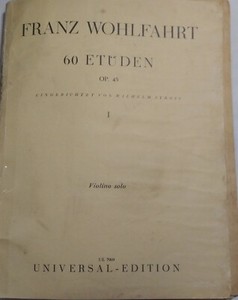 FRANZ WOHLFAHRT
60 ETÜDEN
OP. 45
I
Violino solo
UNIVERSAL-EDITION